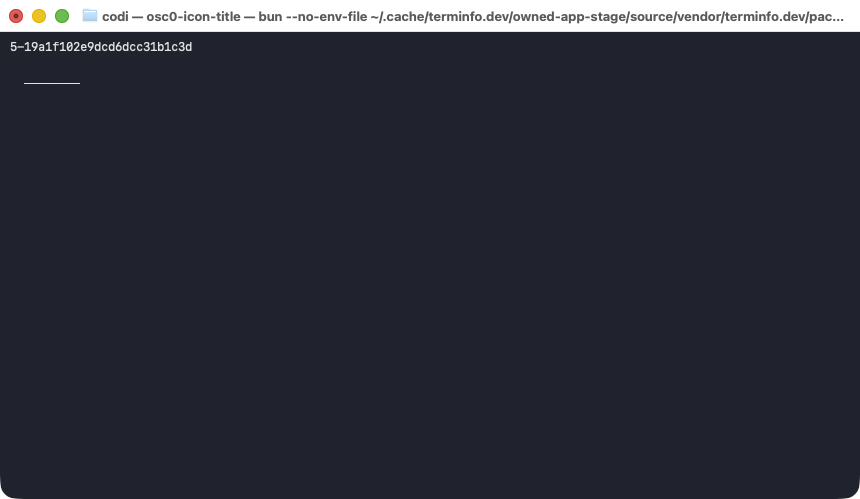 codi — osc0-icon-title — bun --no-env-file ~/.cache/terminfo.dev/owned-app-stage/source/vendor/terminfo.dev/pac...
5-19a1f102e9dcd6dcc31b1c3d
________